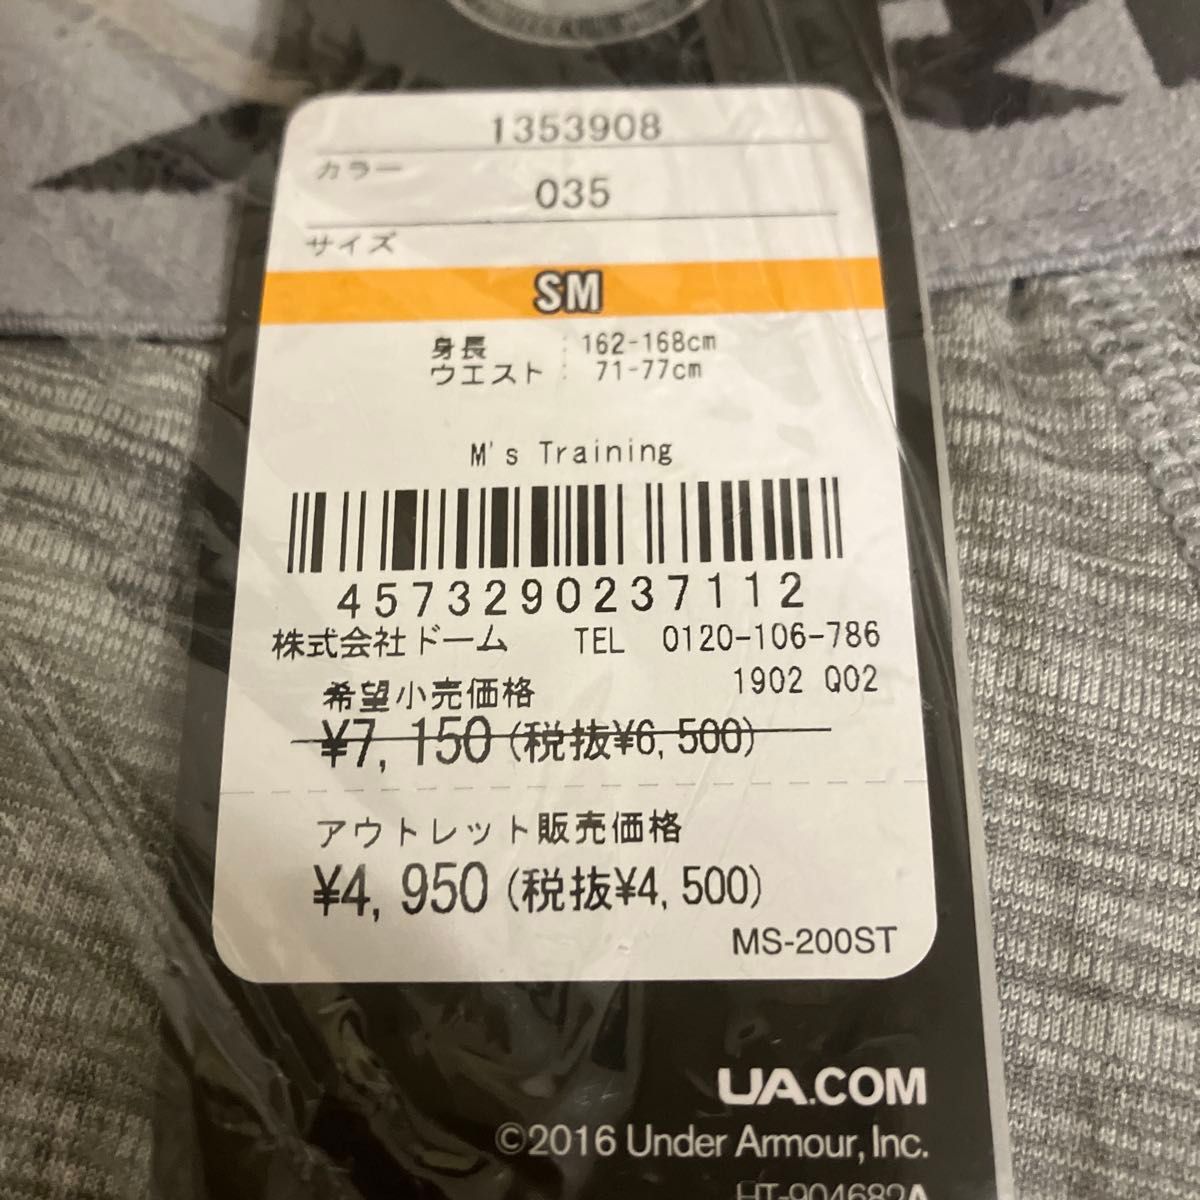 1353908
カラー
035
サイズ
SM
身長 : 162-168cm
ウエスト : 71-77cm
M's Training
4573290237112
株式会社ドーム TEL 0120-106-786
希望小売価格 1902 Q02
¥7,150(税抜¥6,500)
アウトレット販売価格
¥4,950(税抜¥4,500)
MS-200ST
UA.COM
©2016 Under Armour, Inc.
HT-904682A